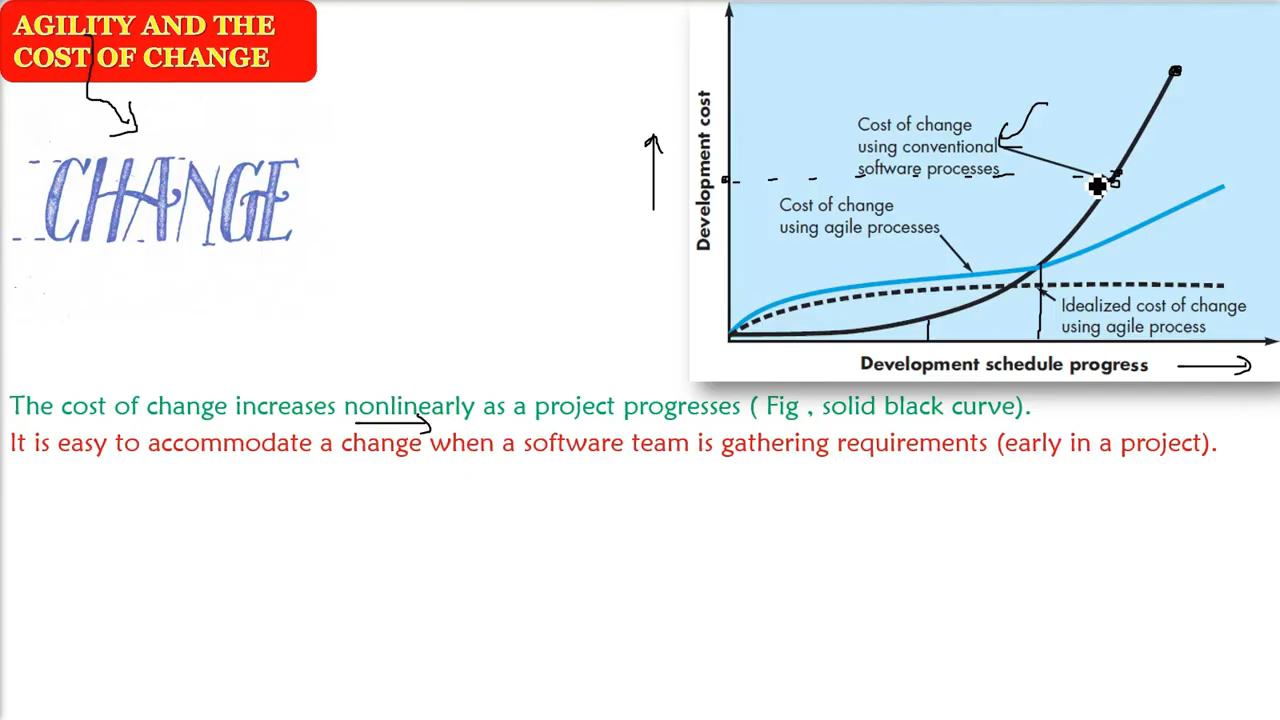 AGILITY AND THE
COST OF CHANGE
CHANGE
Development cost
Cost of change
using conventional
software processes
Cost of change
using agile processes
Idealized cost of change
using agile process
Development schedule progress
The cost of change increases nonlinearly as a project progresses ( Fig , solid black curve).
It is easy to accommodate a change when a software team is gathering requirements (early in a project).